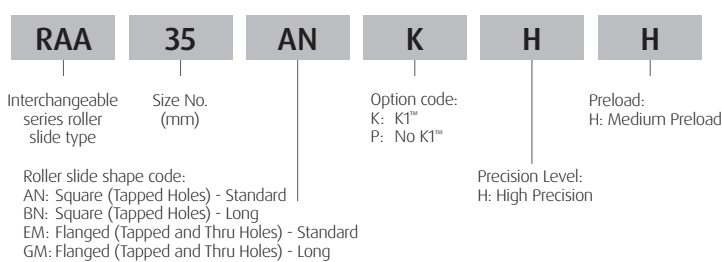 RAA 35 AN K H H
Interchangeable
series roller
slide type
Size No.
(mm)
Option code:
K: K1™
P: No K1™
Preload:
H: Medium Preload
Roller slide shape code:
AN: Square (Tapped Holes) - Standard
BN: Square (Tapped Holes) - Long
EM: Flanged (Tapped and Thru Holes) - Standard
GM: Flanged (Tapped and Thru Holes) - Long
Precision Level:
H: High Precision